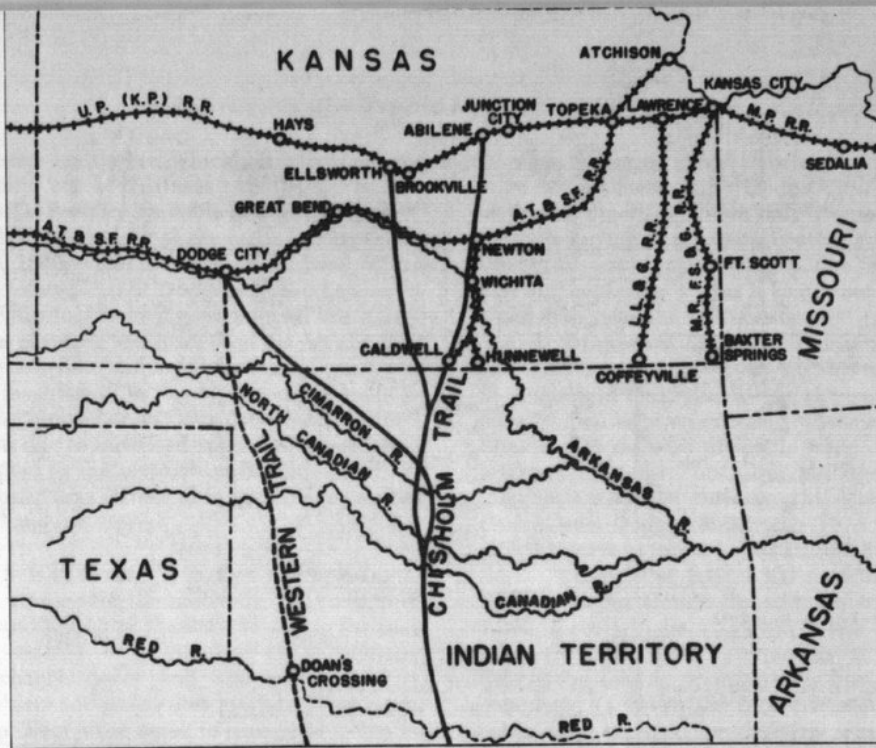 KANSAS
ATCHISON
U.P. (K.P.) R.R.
HAYS
JUNCTION
CITY
ABILENE
TOPEKA
LAWRENCE
KANSAS CITY
M.P. R.R.
SEDALIA
ELLSWORTH
BROOKVILLE
GREAT BEND
A.T. & S.F. R.R.
A.T. & S.F. R.R.
DODGE CITY
NEWTON
WICHITA
L.L. & G. R.R.
M.R., F.S. & G. R.R.
FT. SCOTT
MISSOURI
CALDWELL
HUNNEWELL
COFFEYVILLE
BAXTER
SPRINGS
CIMARRON R.
NORTH CANADIAN R.
ARKANSAS R.
CHISHOLM TRAIL
WESTERN TRAIL
TEXAS
CANADIAN R.
INDIAN TERRITORY
ARKANSAS
RED R.
DOAN'S
CROSSING
RED R.